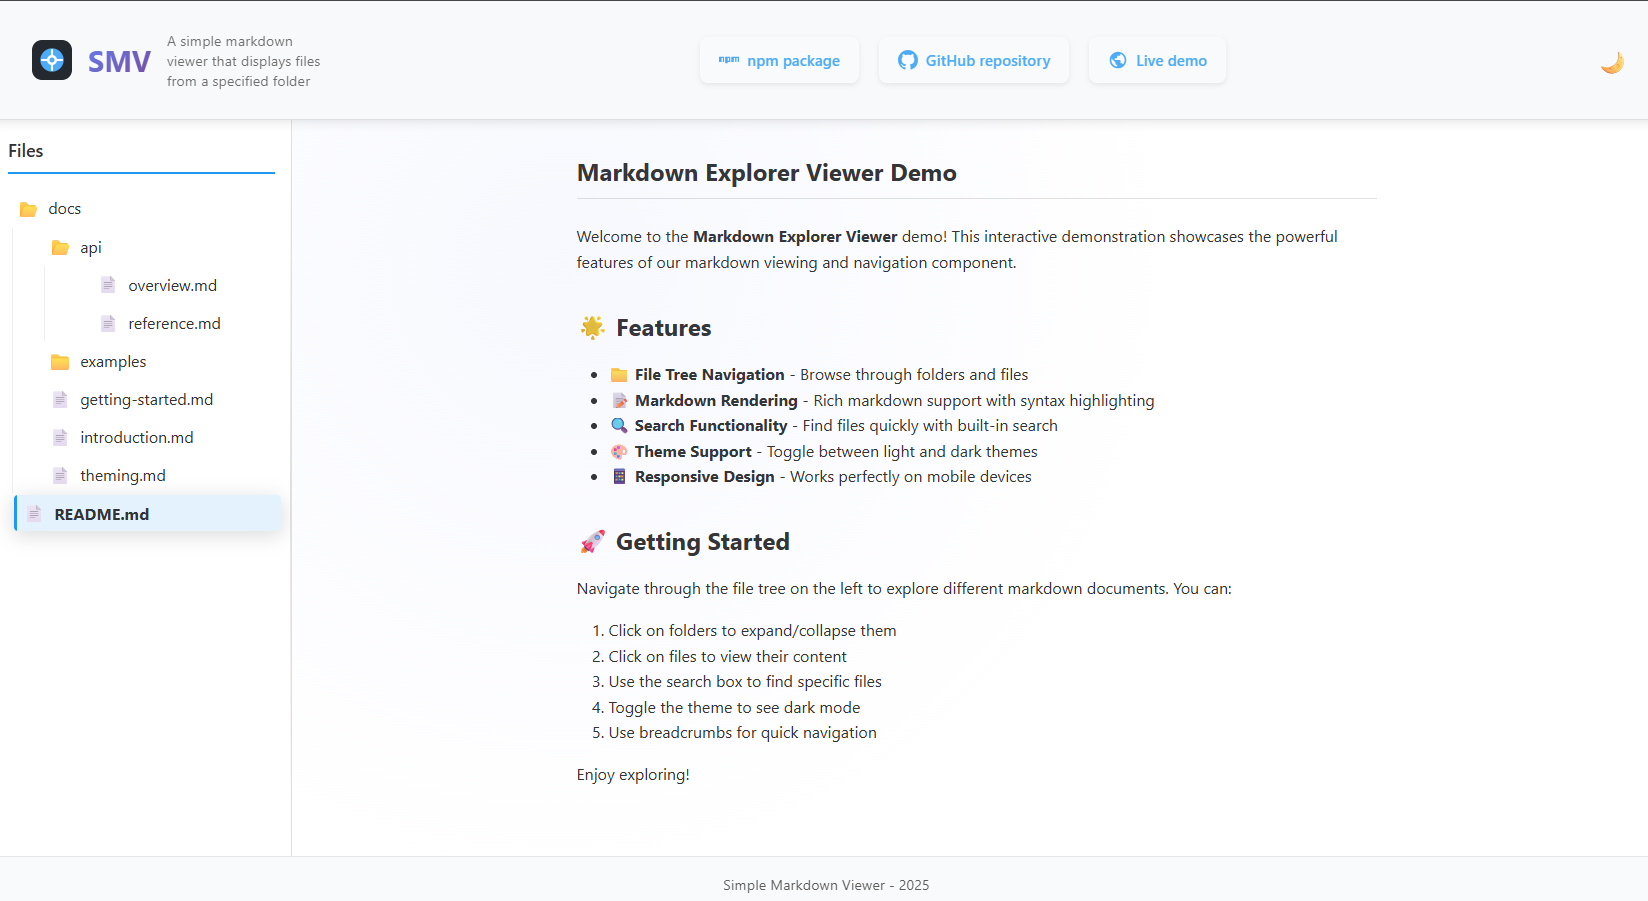 SMV
A simple markdown
viewer that displays files
from a specified folder
npm npm package
GitHub repository
Live demo
Files
docs
api
overview.md
reference.md
examples
getting-started.md
introduction.md
theming.md
README.md
Markdown Explorer Viewer Demo
Welcome to the Markdown Explorer Viewer demo! This interactive demonstration showcases the powerful
features of our markdown viewing and navigation component.
Features
File Tree Navigation - Browse through folders and files
Markdown Rendering - Rich markdown support with syntax highlighting
Search Functionality - Find files quickly with built-in search
Theme Support - Toggle between light and dark themes
Responsive Design - Works perfectly on mobile devices
Getting Started
Navigate through the file tree on the left to explore different markdown documents. You can:
1. Click on folders to expand/collapse them
2. Click on files to view their content
3. Use the search box to find specific files
4. Toggle the theme to see dark mode
5. Use breadcrumbs for quick navigation
Enjoy exploring!
Simple Markdown Viewer - 2025